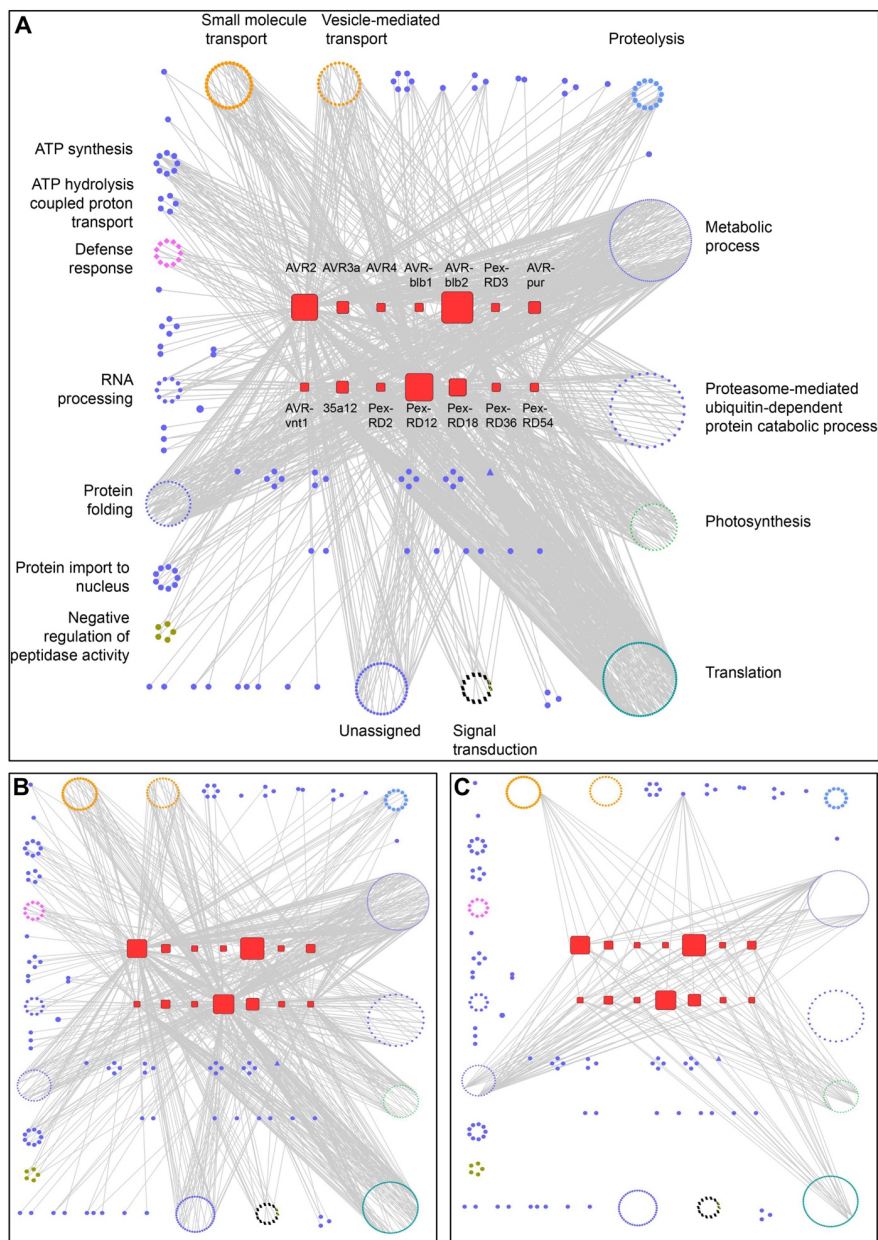 A
Small molecule
transport
Vesicle-mediated
transport
Proteolysis
ATP synthesis
ATP hydrolysis
coupled proton
transport
Defense
response
Metabolic
process
AVR2
AVR3a
AVR4
AVR-
blb1
AVR-
blb2
Pex-
RD3
AVR-
pur
RNA
processing
AVR-
vnt1
35a12
Pex-
RD2
Pex-
RD12
Pex-
RD18
Pex-
RD36
Pex-
RD54
Proteasome-mediated
ubiquitin-dependent
protein catabolic process
Protein
folding
Photosynthesis
Protein import to
nucleus
Negative
regulation of
peptidase activity
Translation
Unassigned
Signal
transduction
B
C